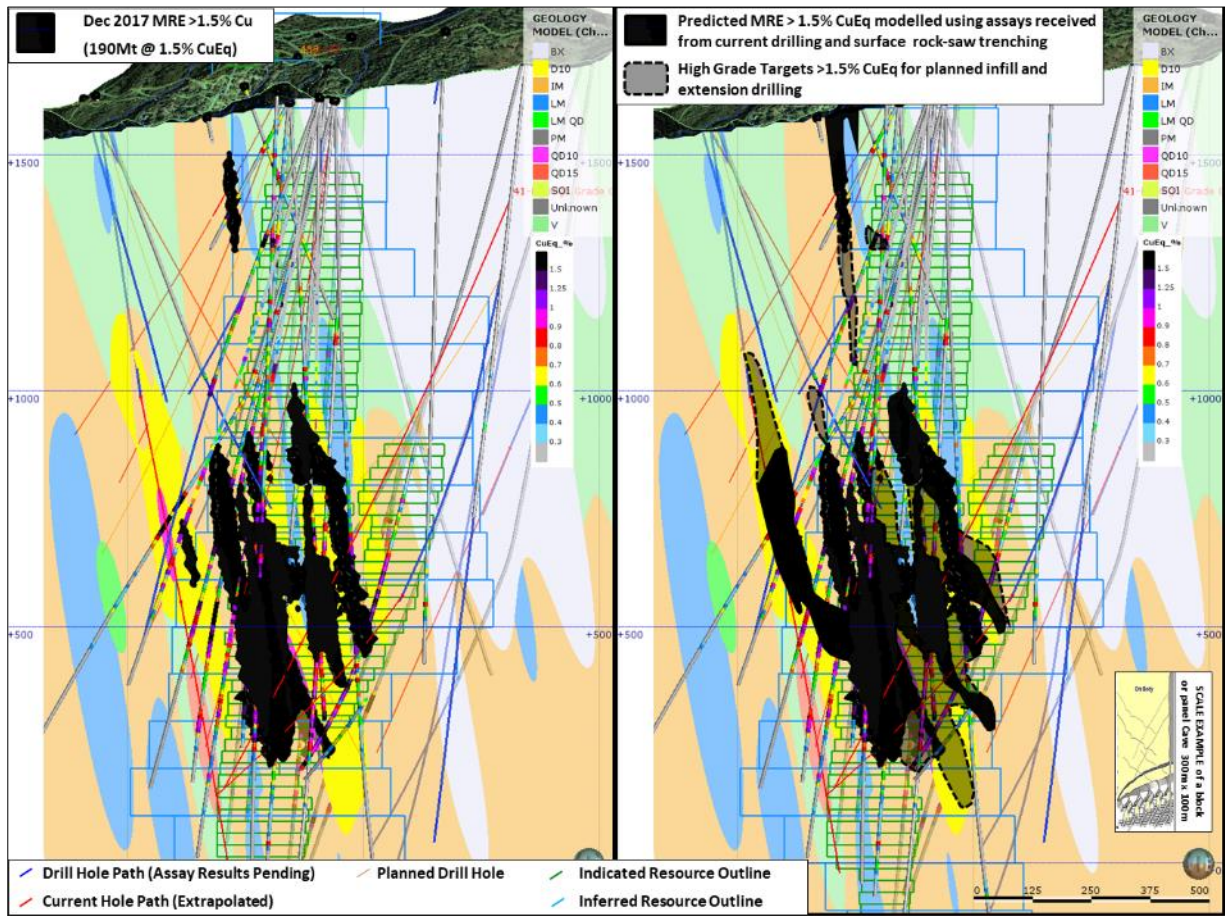 Dec 2017 MRE >1.5% Cu
(190Mt @ 1.5% CuEq)
GEOLOGY
MODEL (Ch...
BX
D10
IM
LM
LM QD
PM
QD10
QD15
SOI
Unknown
V
CuEq_%
1.5
1.25
1
0.9
0.8
0.7
0.6
0.5
0.4
0.3
+1500
+1000
+1000
+500
+500
Predicted MRE > 1.5% CuEq modelled using assays received
from current drilling and surface rock-saw trenching
High Grade Targets >1.5% CuEq for planned infill and
extension drilling
GEOLOGY
MODEL (Ch...
BX
D10
IM
LM
LM QD
PM
QD10
QD15
SOI
Unknown
V
CuEq_%
1.5
1.25
1
0.9
0.8
0.7
0.6
0.5
0.4
0.3
+1500
+1500
+1000
+1000
+500
+500
SCALE EXAMPLE of a block
or panel Cave 300m x 100m
Drill Hole Path (Assay Results Pending)
Planned Drill Hole
Indicated Resource Outline
Current Hole Path (Extrapolated)
Inferred Resource Outline
0 125 250 375 500